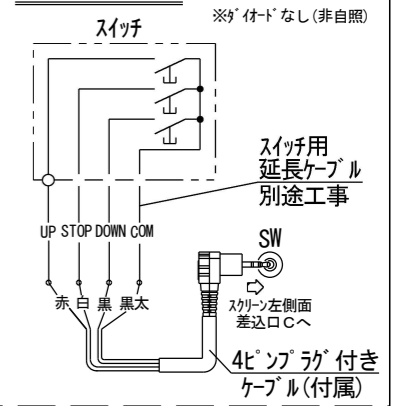 ※ダイオードなし(非自照)
スイッチ
スイッチ用
延長ケーブル
別途工事
UP STOP DOWN COM
SW
赤 白 黒 黒太
スクリーン左側面
差込口Cへ
4ピンプラグ付き
ケーブル(付属)